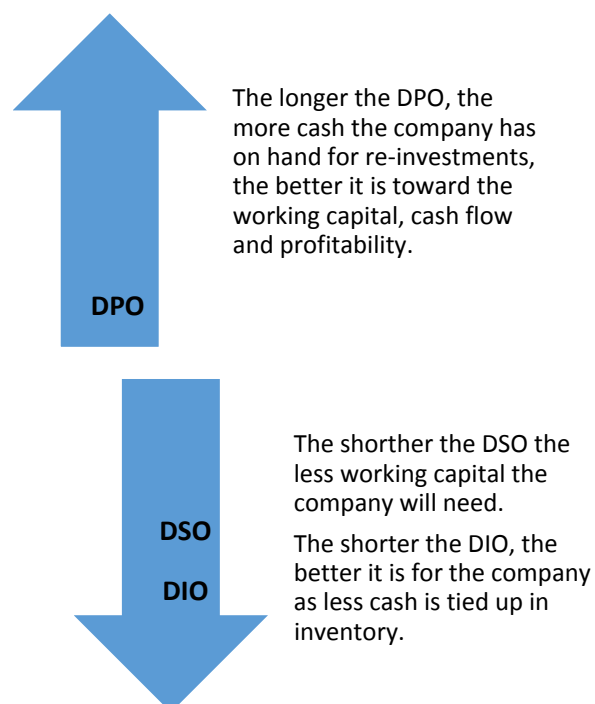 The longer the DPO, the
more cash the company has
on hand for re-investments,
the better it is toward the
working capital, cash flow
and profitability.
DPO
The shorther the DSO the
less working capital the
company will need.
DSO
The shorter the DIO, the
better it is for the company
as less cash is tied up in
inventory.
DIO